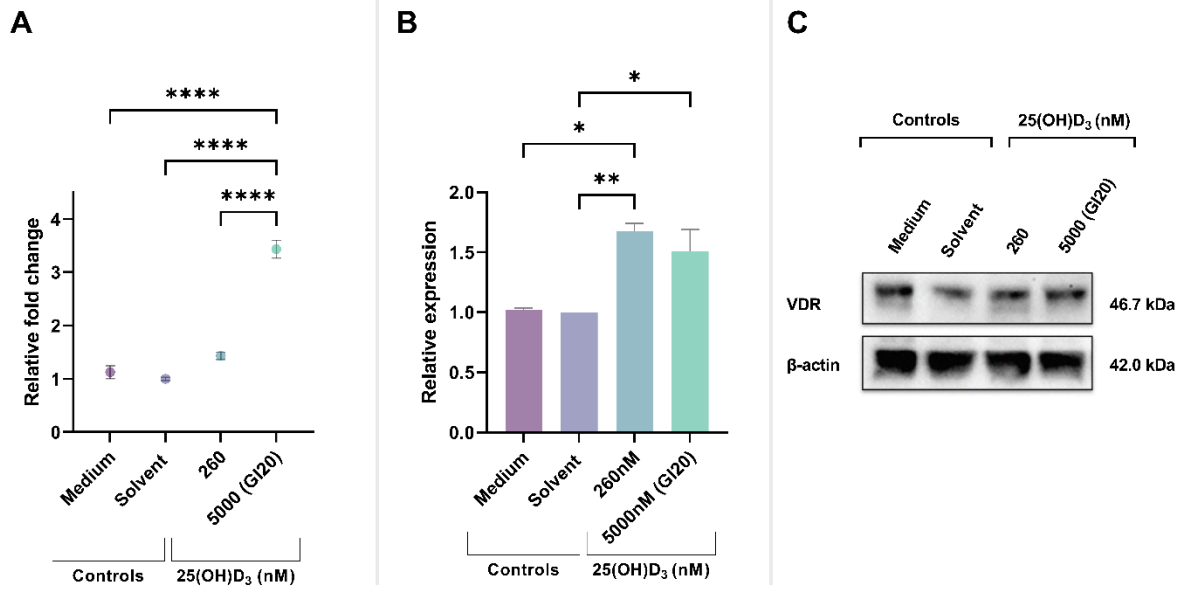 A
****
****
****
Relative fold change
4
3
2
1
0
Medium
Solvent
260
5000 (GI20)
Controls
25(OH)D₃ (nM)
B
*
*
**
Relative expression
2.0
1.5
1.0
0.5
0.0
Medium
Solvent
260nM
5000nM (GI20)
Controls
25(OH)D₃ (nM)
C
Controls
25(OH)D₃ (nM)
Medium
Solvent
260
5000 (GI20)
VDR
46.7 kDa
β-actin
42.0 kDa